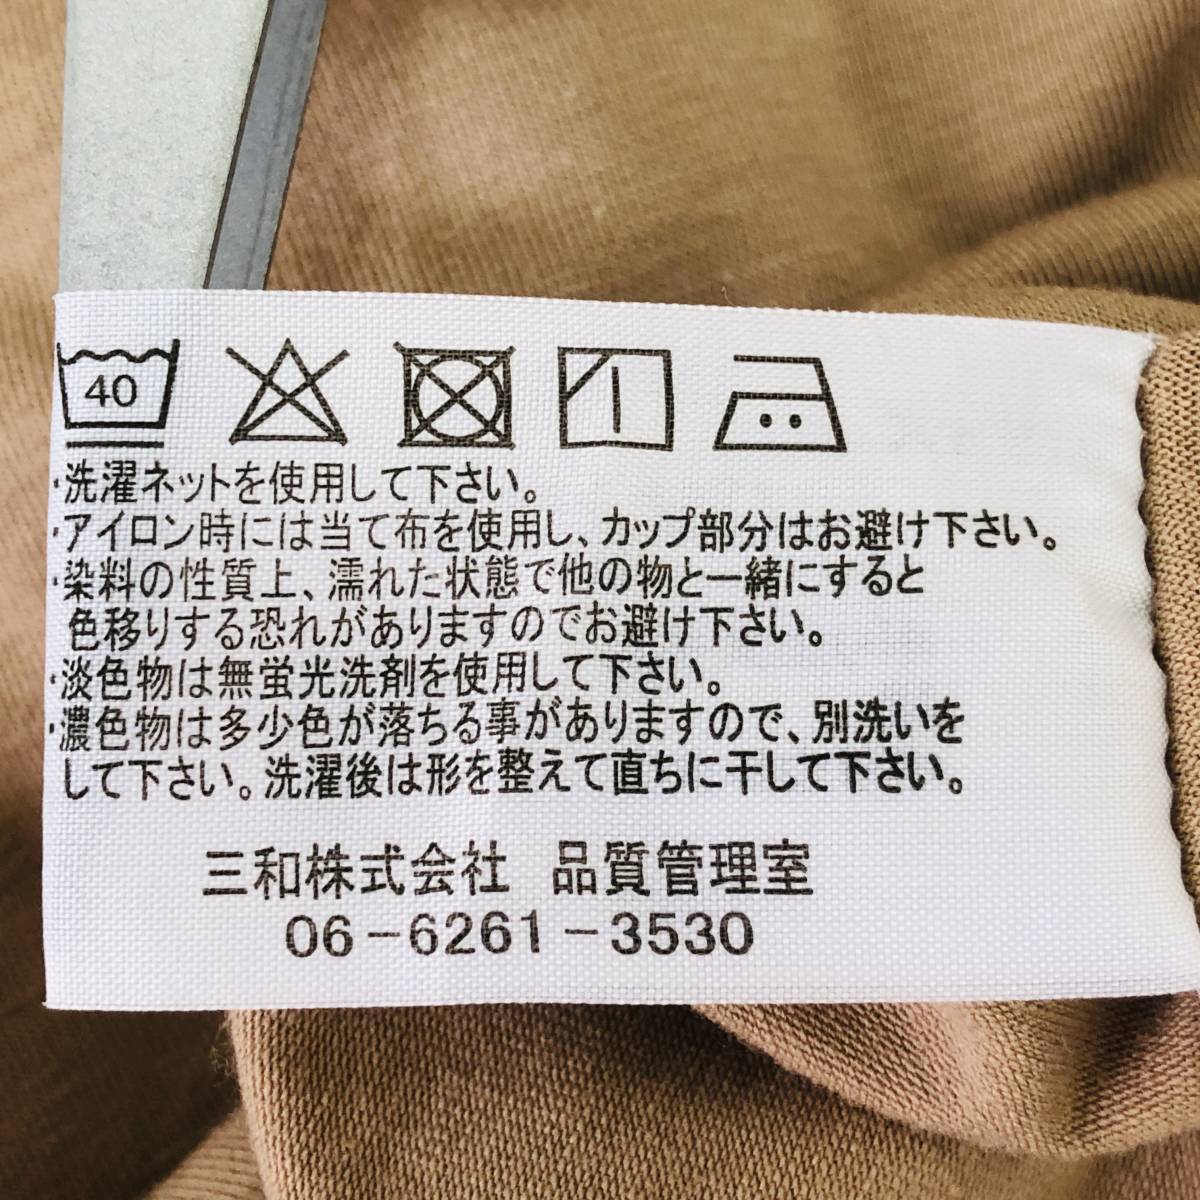 40
・洗濯ネットを使用して下さい。
・アイロン時には当て布を使用し、カップ部分はお避け下さい。
・染料の性質上、濡れた状態で他の物と一緒にすると
色移りする恐れがありますのでお避け下さい。
・淡色物は無蛍光洗剤を使用して下さい。
・濃色物は多少色が落ちる事がありますので、別洗いを
して下さい。洗濯後は形を整えて直ちに干して下さい。
三和株式会社 品質管理室
06-6261-3530